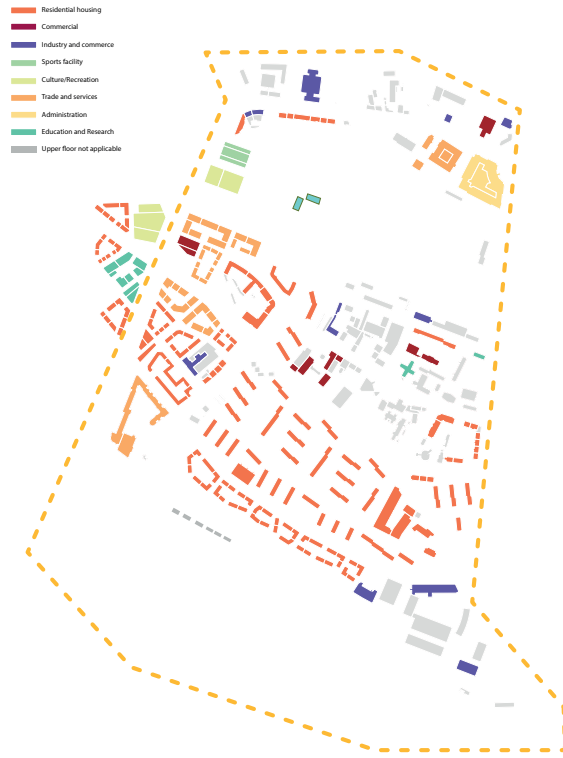 Residential housing
Commercial
Industry and commerce
Sports facility
Culture/Recreation
Trade and services
Administration
Education and Research
Upper floor not applicable